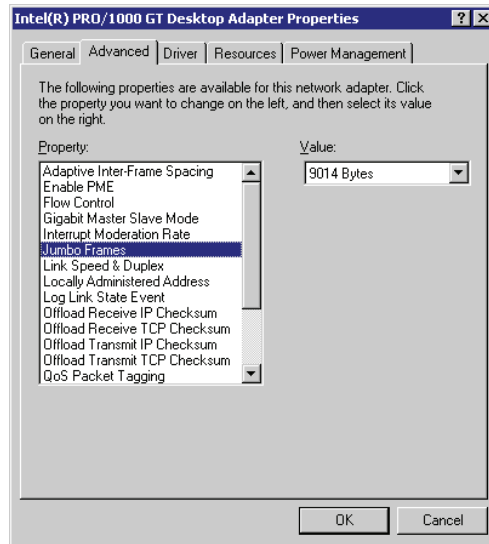 Intel(R) PRO/1000 GT Desktop Adapter Properties
General Advanced Driver Resources Power Management
The following properties are available for this network adapter. Click
the property you want to change on the left, and then select its value
on the right.
Property:
Value:
Adaptive Inter-Frame Spacing
9014 Bytes
Enable PME
Flow Control
Gigabit Master Slave Mode
Interrupt Moderation Rate
Jumbo Frames
Link Speed & Duplex
Locally Administered Address
Log Link State Event
Offload Receive IP Checksum
Offload Receive TCP Checksum
Offload Transmit IP Checksum
Offload Transmit TCP Checksum
QoS Packet Tagging
OK Cancel